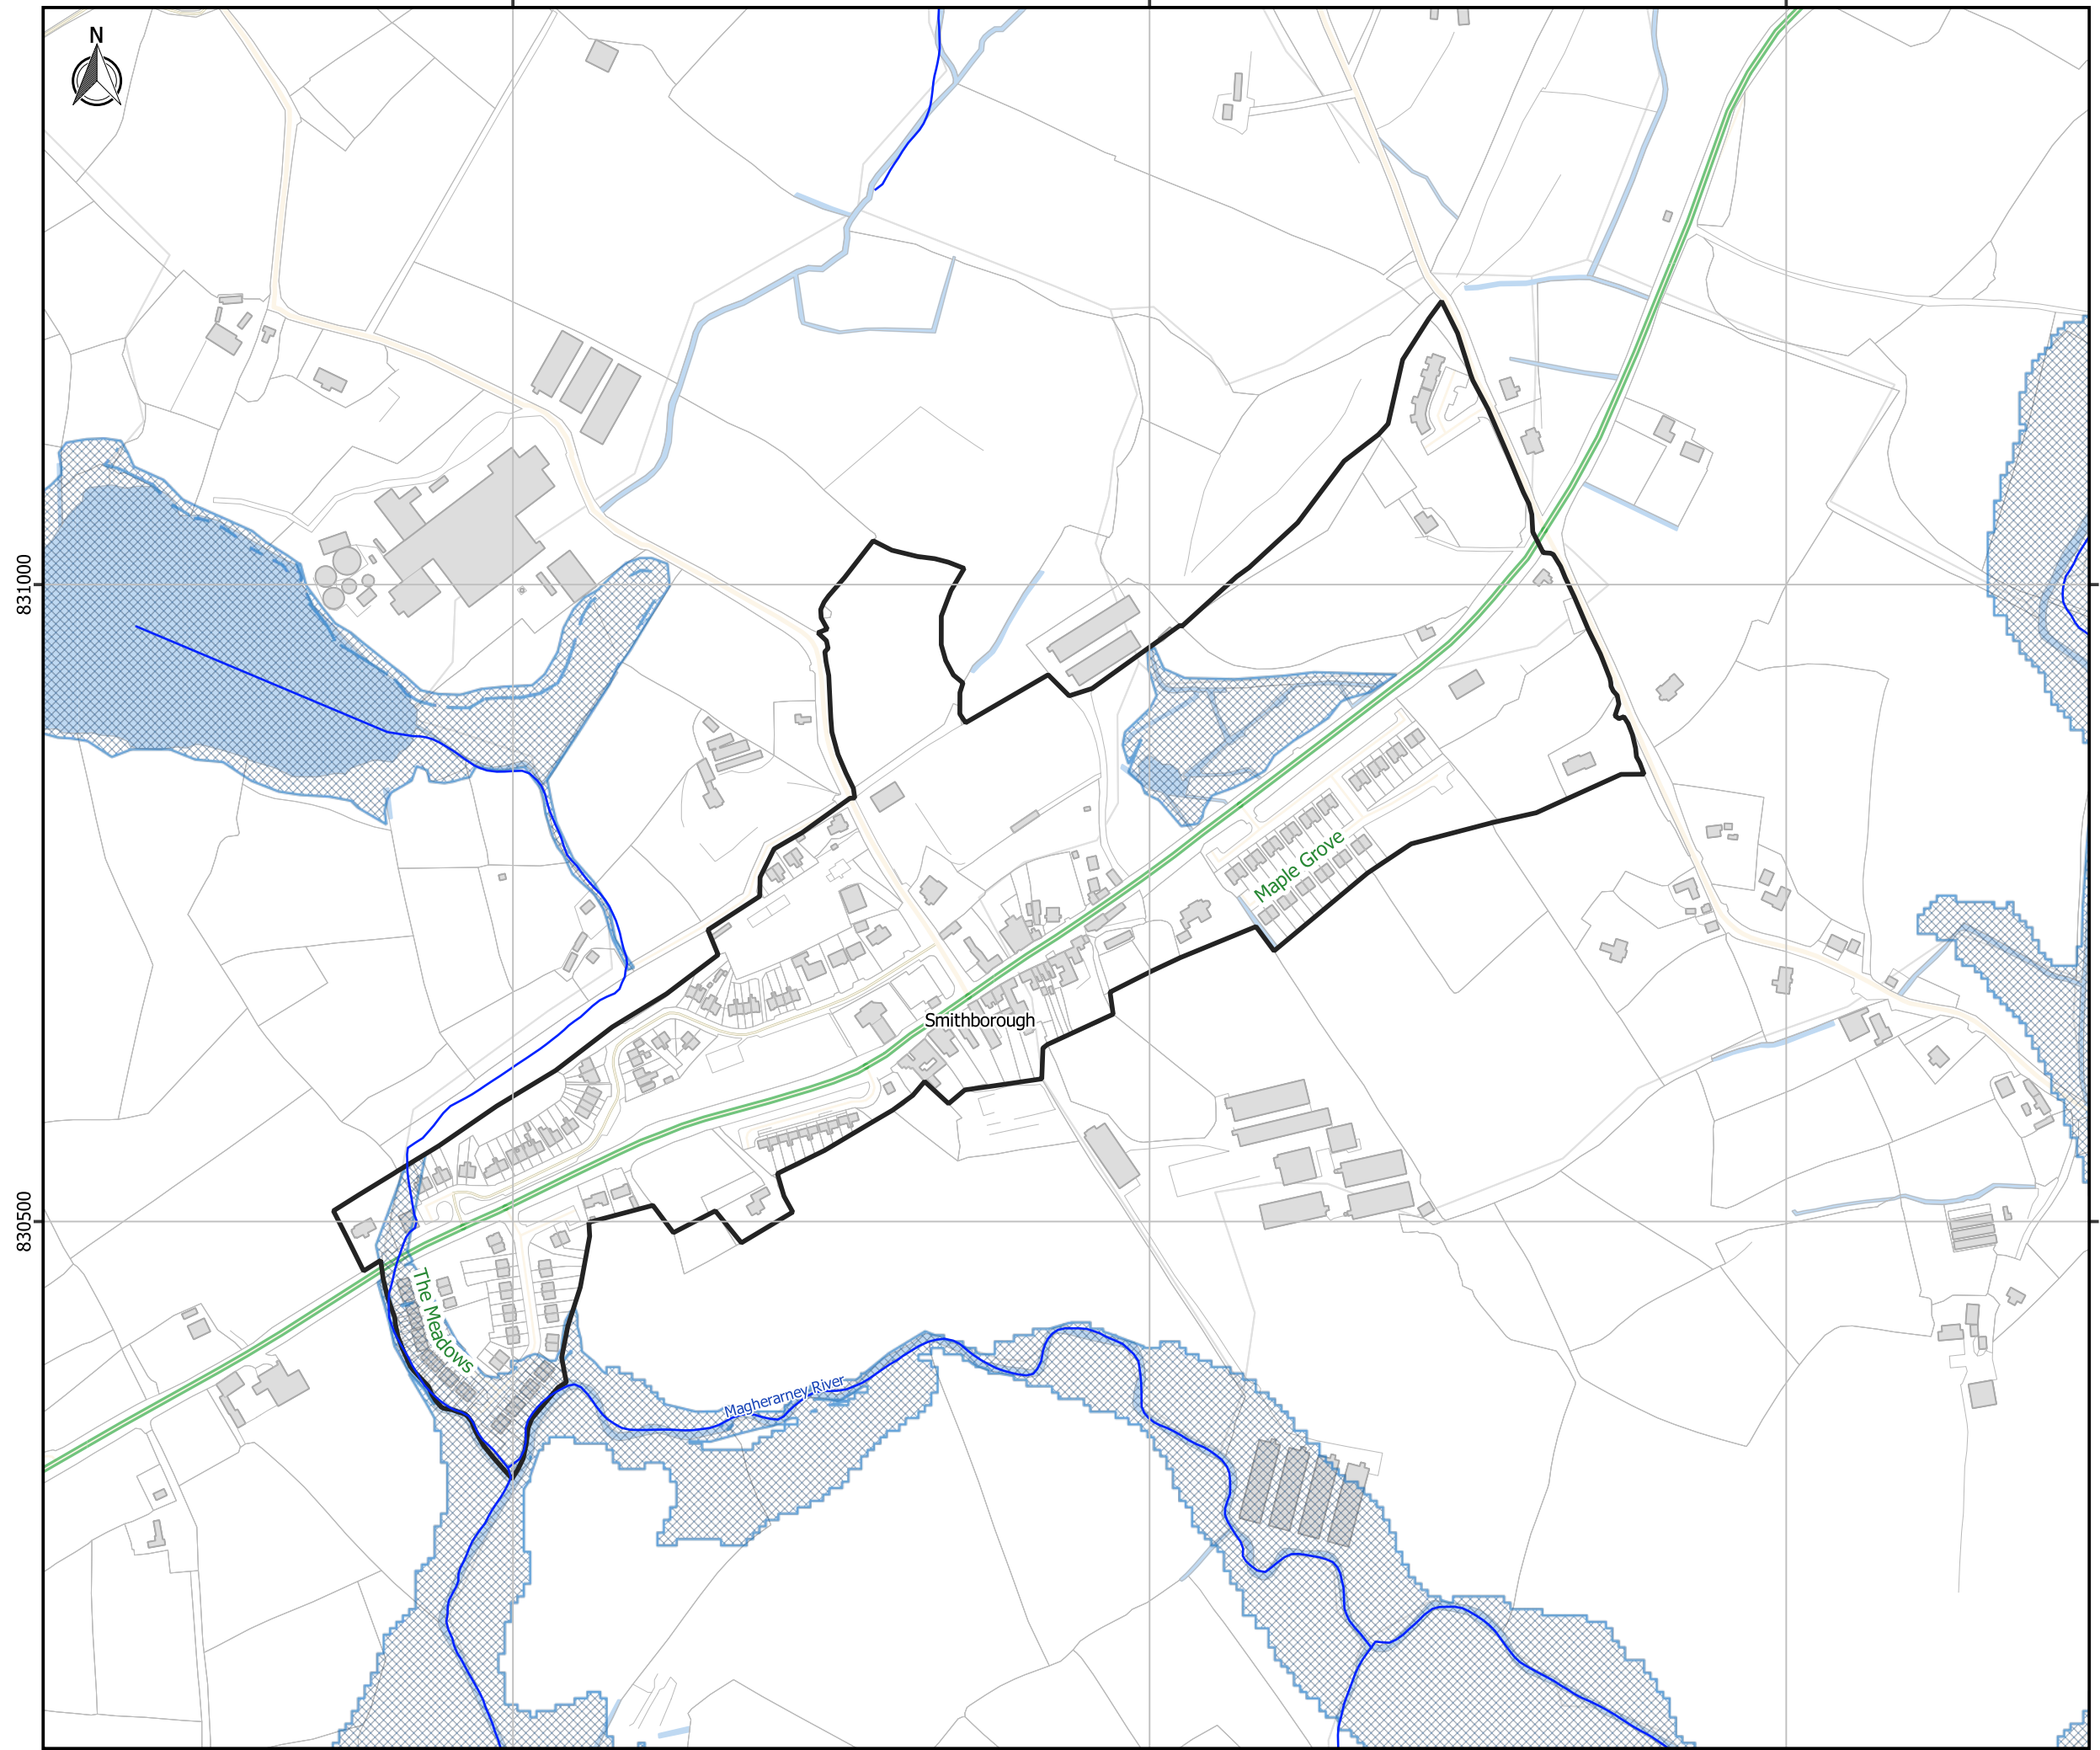 N
831000
Maple Grove
Smithborough
830500
The Meadows
Magherarney River